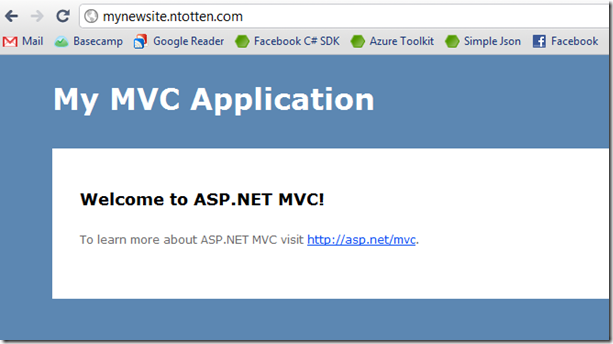 mynewsite.ntotten.com
Mail Basecamp Google Reader Facebook C# SDK Azure Toolkit Simple Json Facebook
My MVC Application
Welcome to ASP.NET MVC!
To learn more about ASP.NET MVC visit http://asp.net/mvc.